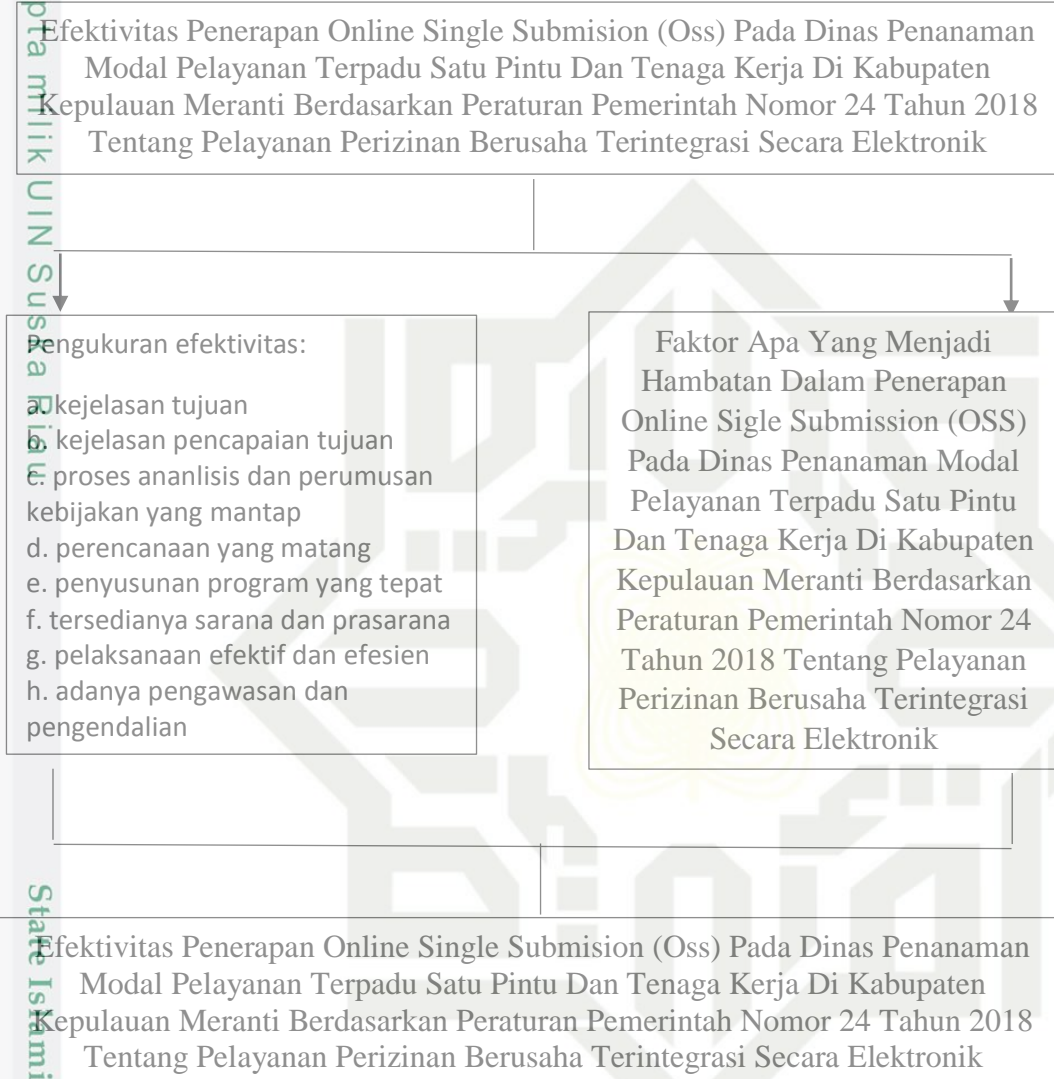 Efektivitas Penerapan Online Single Submision (Oss) Pada Dinas Penanaman
Modal Pelayanan Terpadu Satu Pintu Dan Tenaga Kerja Di Kabupaten
Kepulauan Meranti Berdasarkan Peraturan Pemerintah Nomor 24 Tahun 2018
Tentang Pelayanan Perizinan Berusaha Terintegrasi Secara Elektronik
Pengukuran efektivitas:
a. kejelasan tujuan
b. kejelasan pencapaian tujuan
c. proses ananlisis dan perumusan
kebijakan yang mantap
d. perencanaan yang matang
e. penyusunan program yang tepat
f. tersedianya sarana dan prasarana
g. pelaksanaan efektif dan efesien
h. adanya pengawasan dan
pengendalian
Faktor Apa Yang Menjadi
Hambatan Dalam Penerapan
Online Sigle Submission (OSS)
Pada Dinas Penanaman Modal
Pelayanan Terpadu Satu Pintu
Dan Tenaga Kerja Di Kabupaten
Kepulauan Meranti Berdasarkan
Peraturan Pemerintah Nomor 24
Tahun 2018 Tentang Pelayanan
Perizinan Berusaha Terintegrasi
Secara Elektronik
Efektivitas Penerapan Online Single Submision (Oss) Pada Dinas Penanaman
Modal Pelayanan Terpadu Satu Pintu Dan Tenaga Kerja Di Kabupaten
Kepulauan Meranti Berdasarkan Peraturan Pemerintah Nomor 24 Tahun 2018
Tentang Pelayanan Perizinan Berusaha Terintegrasi Secara Elektronik
pta milik UIN Suska Riau
State Islami